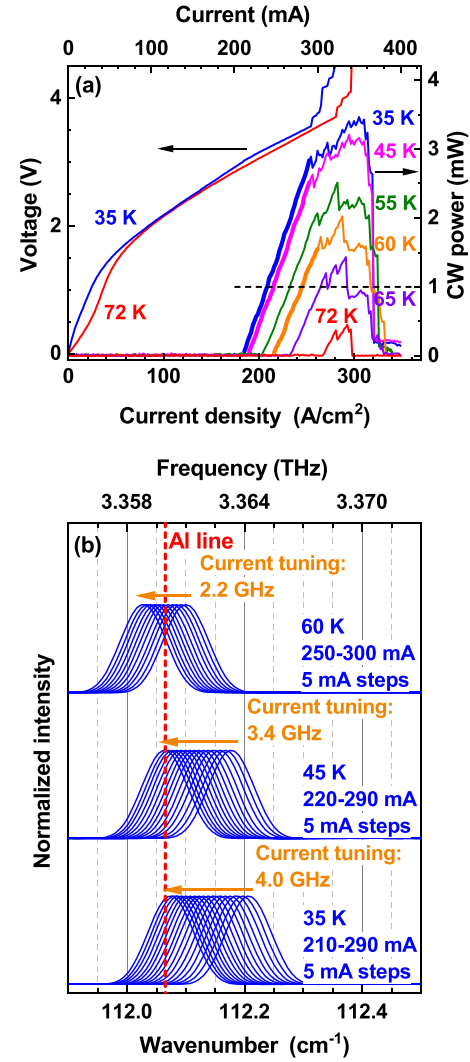 Current (mA)
0 100 200 300 400
(a)
4
2
0
Voltage (V)
35 K
72 K
35 K
45 K
55 K
60 K
65 K
72 K
4
3
2
1
0
CW power (mW)
0 100 200 300
Current density (A/cm²)
Frequency (THz)
3.358 3.364 3.370
(b)
Al line
Current tuning:
2.2 GHz
60 K
250-300 mA
5 mA steps
Current tuning:
3.4 GHz
45 K
220-290 mA
5 mA steps
Current tuning:
4.0 GHz
35 K
210-290 mA
5 mA steps
Normalized intensity
112.0 112.2 112.4
Wavenumber (cm⁻¹)